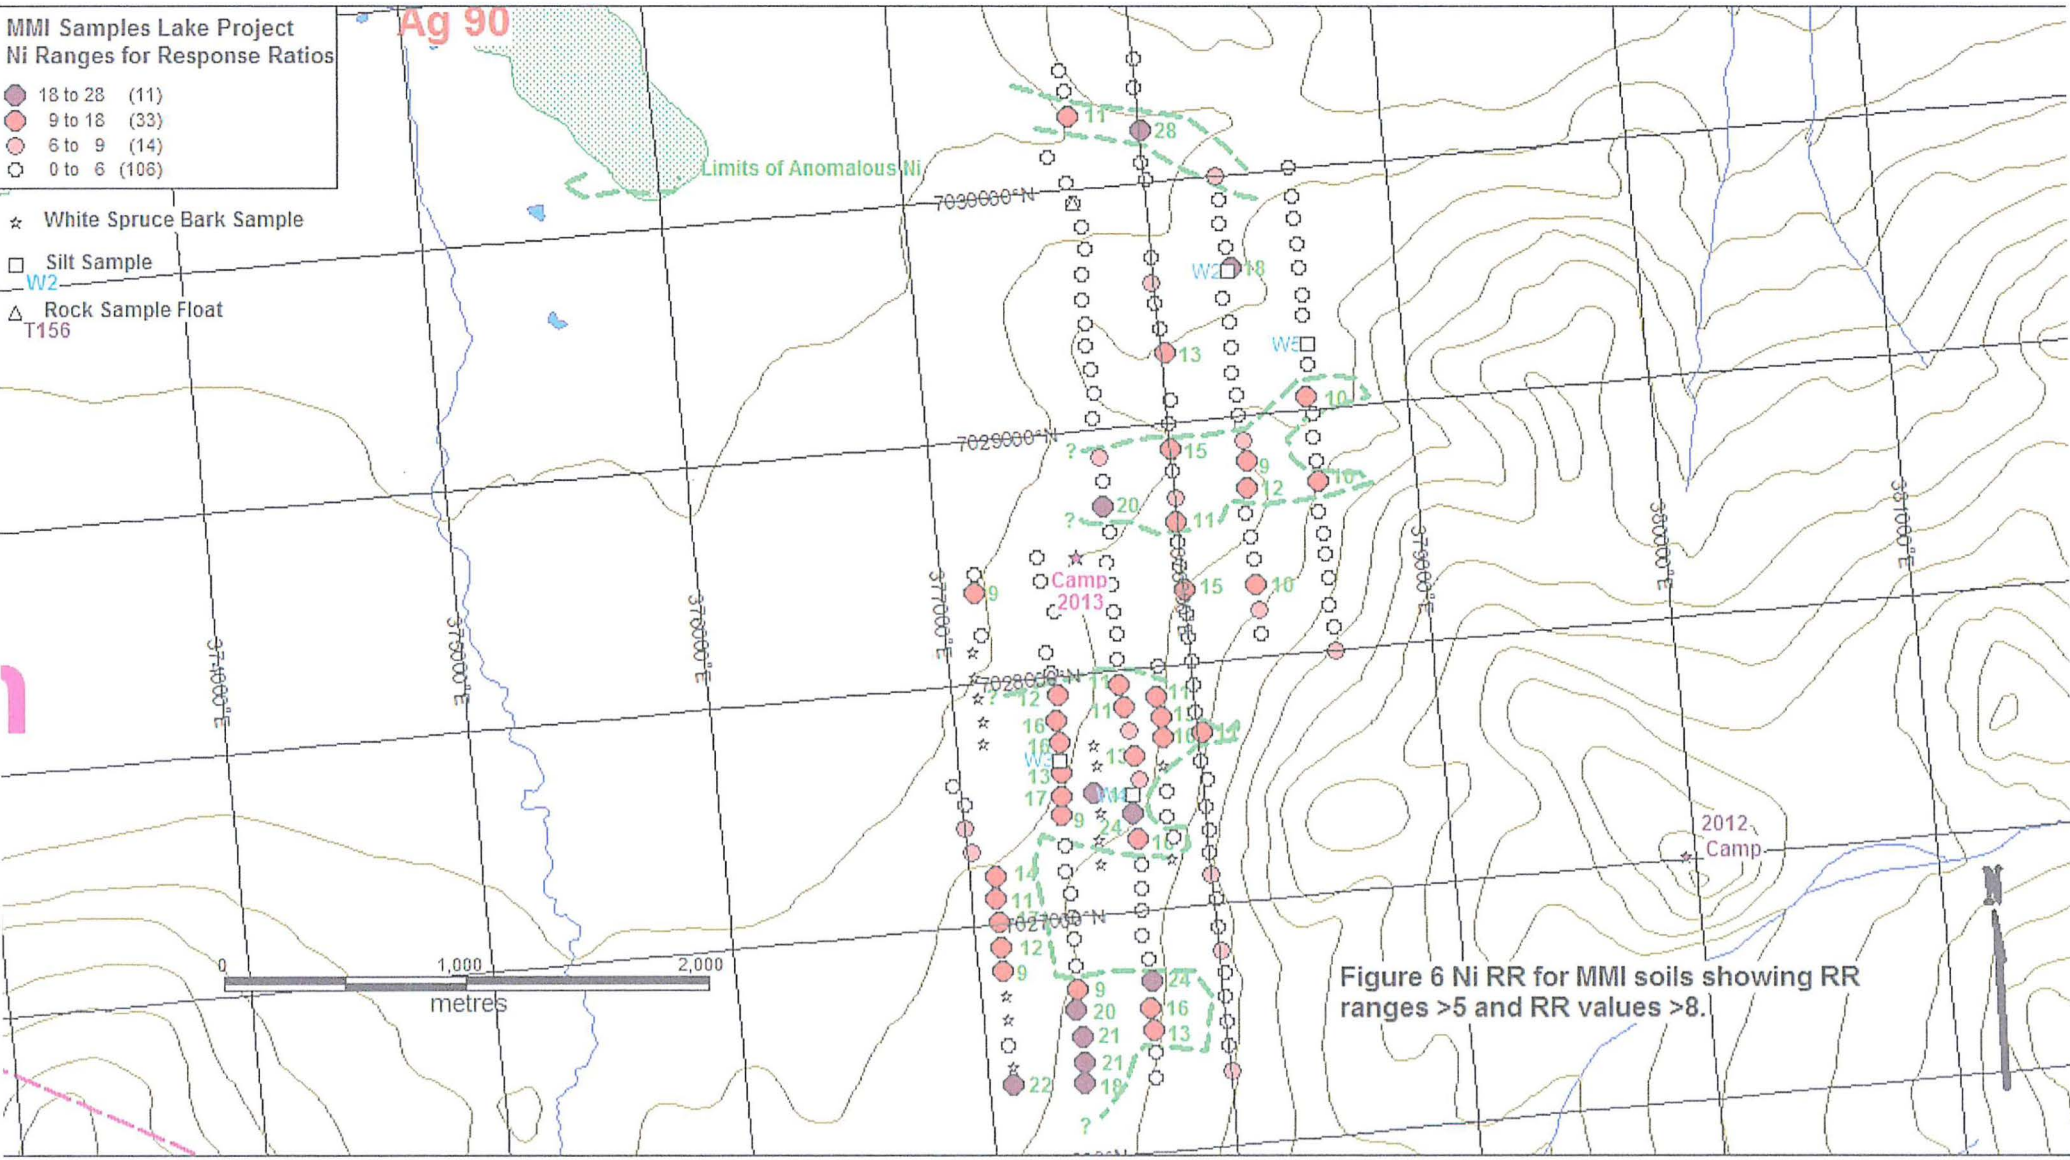 MMI Samples Lake Project
Ni Ranges for Response Ratios
18 to 28 (11)
9 to 18 (33)
6 to 9 (14)
0 to 6 (106)
White Spruce Bark Sample
Silt Sample
W2
Rock Sample Float
T156
Ag 90
Limits of Anomalous Ni
11
28
7030000°N
W2
18
13
W5
10
7029000°N
?
15
9
12
10
20
?
11
Camp
2013
9
15
10
374000°E
375000°E
376000°E
377000°E
379000°E
380000°E
381000°E
7028000°N
?
12
11
11
16
11
16
11
W3
13
13
17
9
24
14
11
7027000°N
12
9
9
24
20
16
21
13
21
22
18
?
2012
Camp
N
0
1,000
2,000
metres
Figure 6 Ni RR for MMI soils showing RR
ranges >5 and RR values >8.